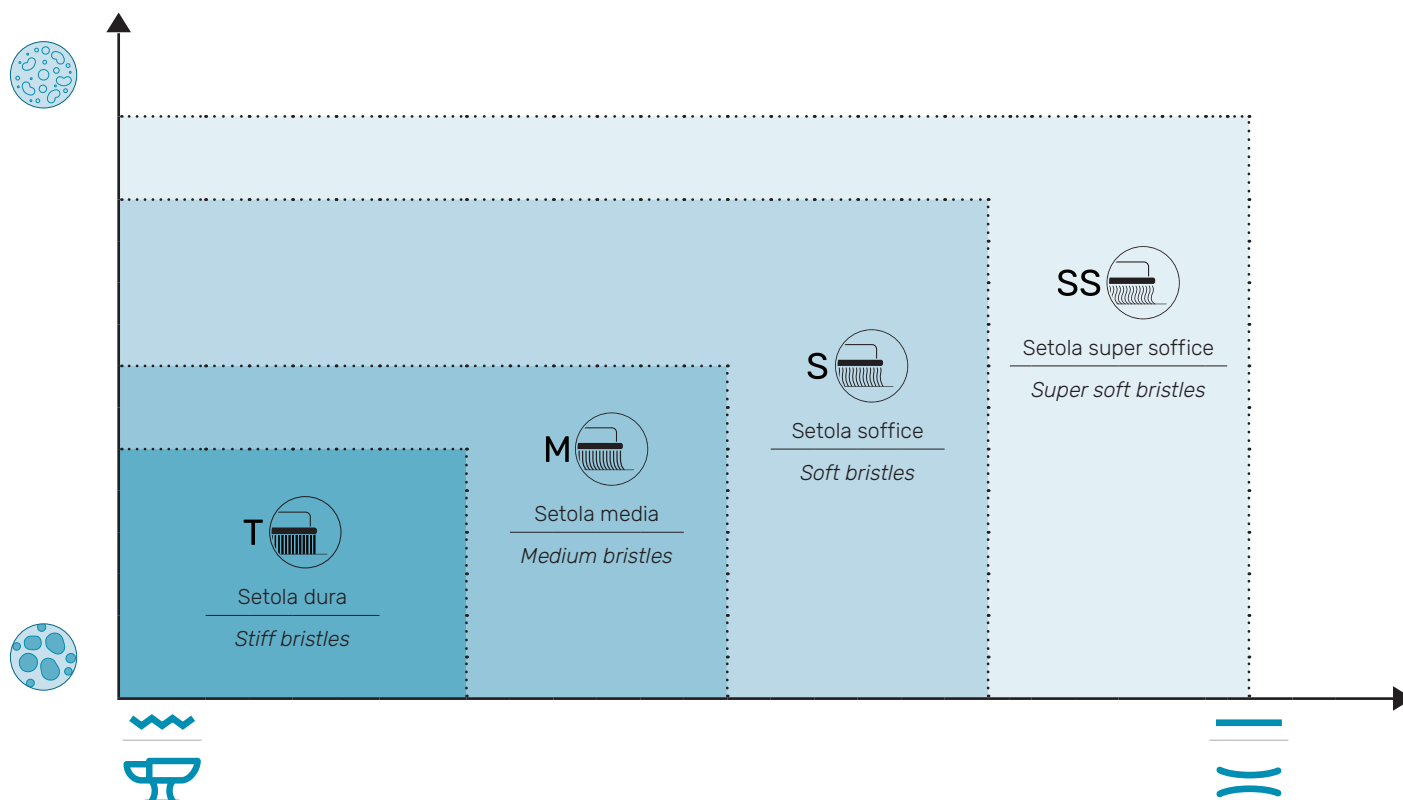 SS
Setola super soffice
Super soft bristles
S
Setola soffice
Soft bristles
M
Setola media
Medium bristles
T
Setola dura
Stiff bristles